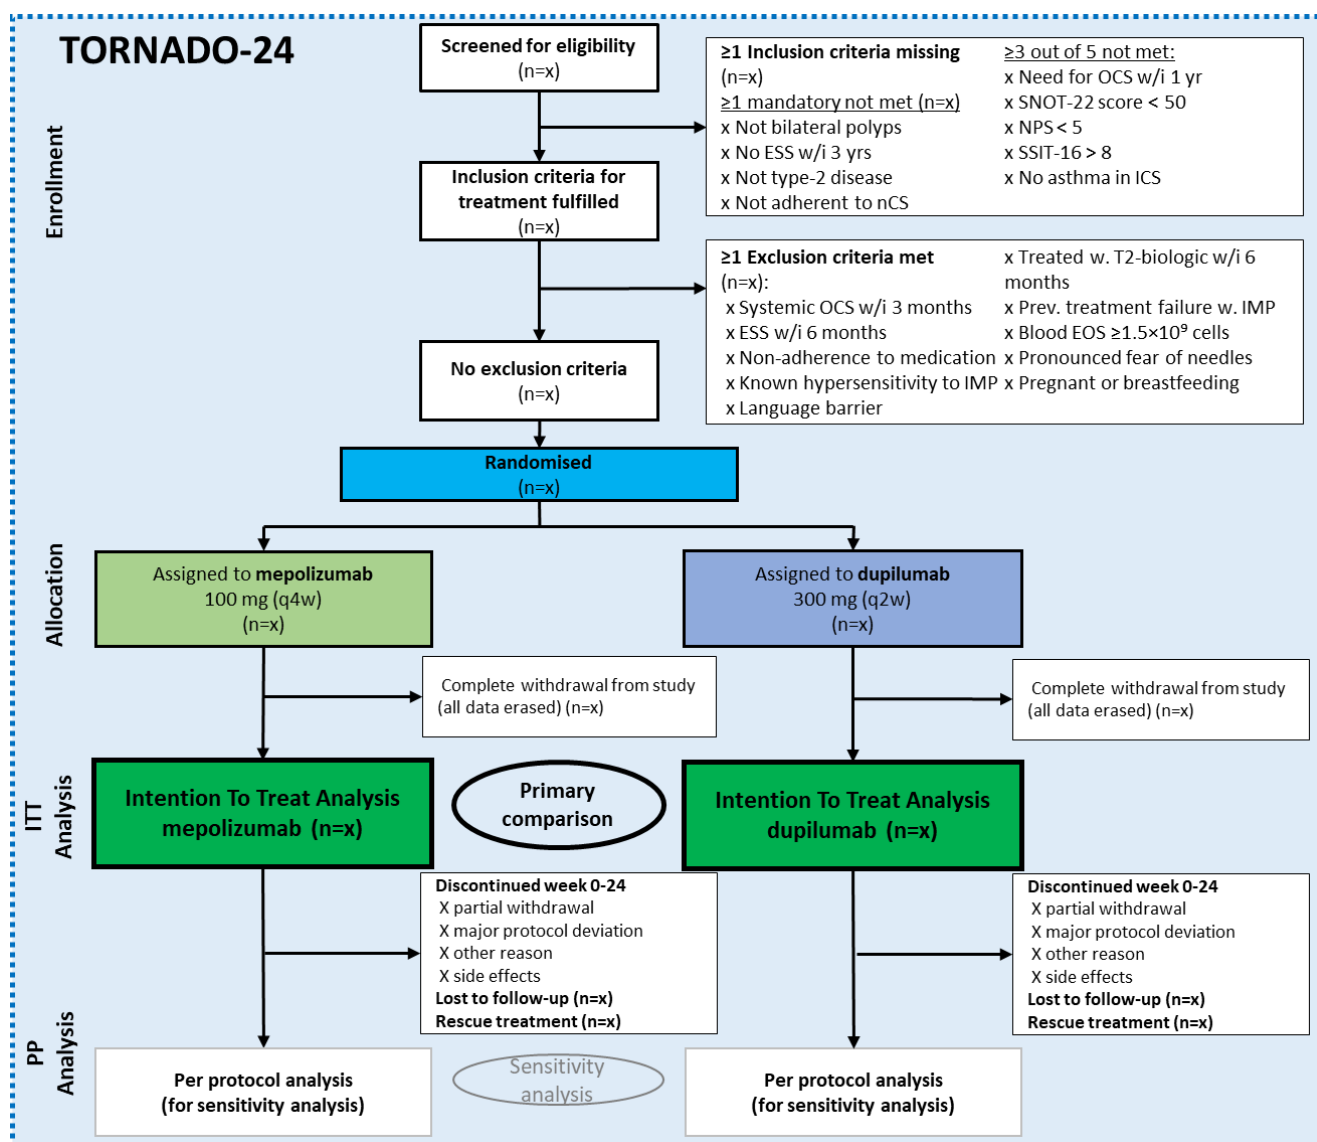 TORNADO-24
Screened for eligibility
(n=x)
≥1 Inclusion criteria missing
(n=x)
≥1 mandatory not met (n=x)
x Not bilateral polyps
x No ESS w/i 3 yrs
x Not type-2 disease
x Not adherent to nCS
≥3 out of 5 not met:
x Need for OCS w/i 1 yr
x SNOT-22 score < 50
x NPS < 5
x SSIT-16 > 8
x No asthma in ICS
Enrollment
Inclusion criteria for
treatment fulfilled
(n=x)
≥1 Exclusion criteria met
(n=x):
x Systemic OCS w/i 3 months
x ESS w/i 6 months
x Non-adherence to medication
x Known hypersensitivity to IMP
x Language barrier
x Treated w. T2-biologic w/i 6
months
x Prev. treatment failure w. IMP
x Blood EOS ≥1.5×10⁹ cells
x Pronounced fear of needles
x Pregnant or breastfeeding
No exclusion criteria
(n=x)
Randomised
(n=x)
Allocation
Assigned to mepolizumab
100 mg (q4w)
(n=x)
Assigned to dupilumab
300 mg (q2w)
(n=x)
Complete withdrawal from study
(all data erased) (n=x)
Complete withdrawal from study
(all data erased) (n=x)
ITT
Analysis
Intention To Treat Analysis
mepolizumab (n=x)
Primary
comparison
Intention To Treat Analysis
dupilumab (n=x)
Discontinued week 0-24
X partial withdrawal
X major protocol deviation
X other reason
X side effects
Lost to follow-up (n=x)
Rescue treatment (n=x)
Discontinued week 0-24
X partial withdrawal
X major protocol deviation
X other reason
X side effects
Lost to follow-up (n=x)
Rescue treatment (n=x)
PP
Analysis
Per protocol analysis
(for sensitivity analysis)
Sensitivity
analysis
Per protocol analysis
(for sensitivity analysis)